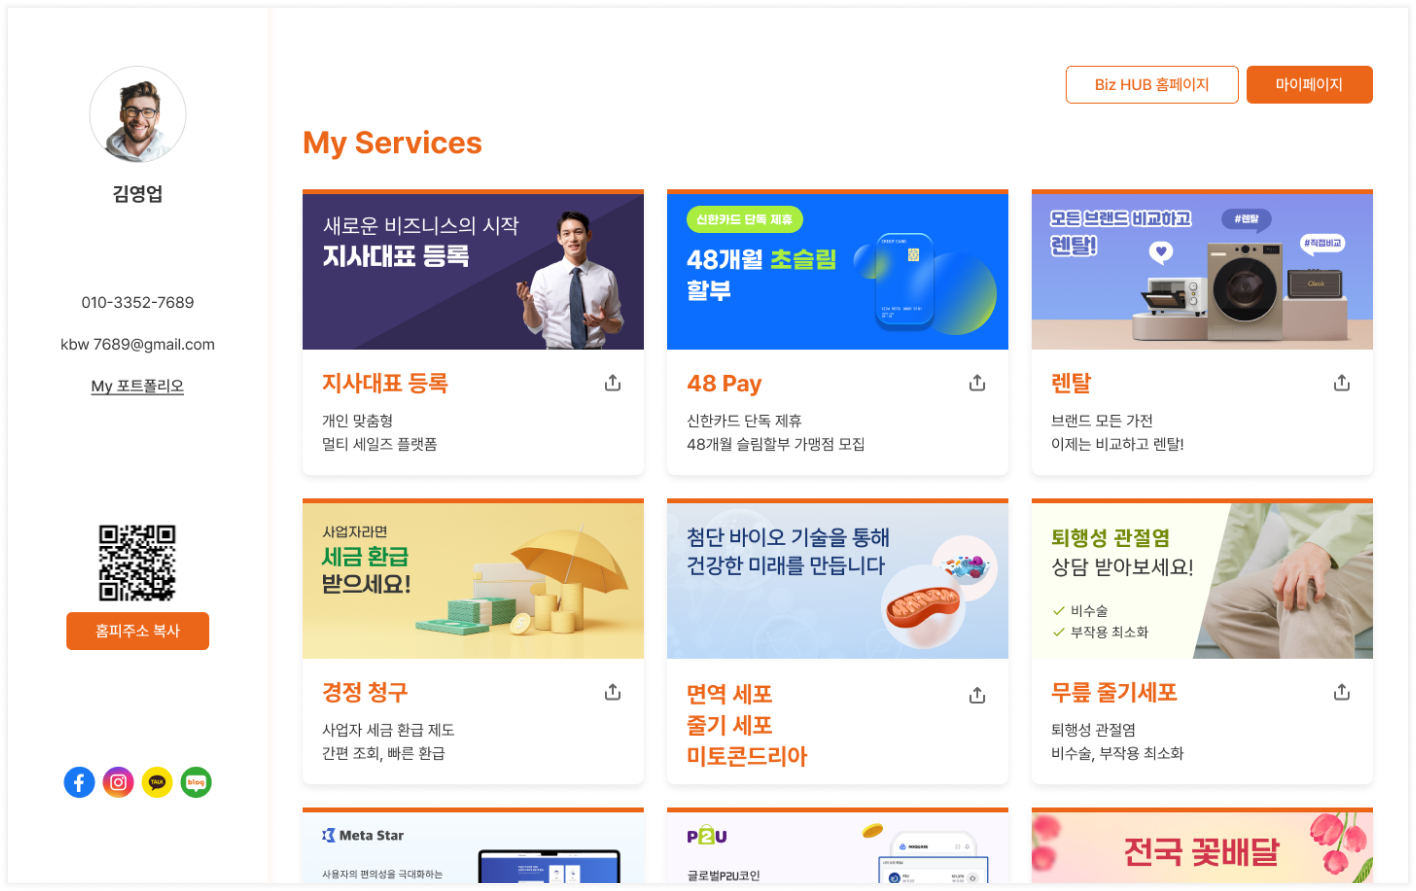 김영업
010-3352-7689
kbw 7689@gmail.com
My 포트폴리오
홈피주소 복사
TALK
blog
Biz HUB 홈페이지
마이페이지
My Services
새로운 비즈니스의 시작
지사대표 등록
지사대표 등록
개인 맞춤형
멀티 세일즈 플랫폼
신한카드 단독 제휴
48개월 초슬림
할부
CREDIT CARD
48 Pay
신한카드 단독 제휴
48개월 슬림할부 가맹점 모집
모든 브랜드 비교하고
렌탈!
#렌탈
#직접비교
렌탈
브랜드 모든 가전
이제는 비교하고 렌탈!
사업자라면
세금 환급
받으세요!
경정 청구
사업자 세금 환급 제도
간편 조회, 빠른 환급
첨단 바이오 기술을 통해
건강한 미래를 만듭니다
면역 세포
줄기 세포
미토콘드리아
퇴행성 관절염
상담 받아보세요!
비수술
부작용 최소화
무릎 줄기세포
퇴행성 관절염
비수술, 부작용 최소화
Meta Star
사용자의 편의성을 극대화하는
P2U
글로벌P2U코인
전국 꽃배달